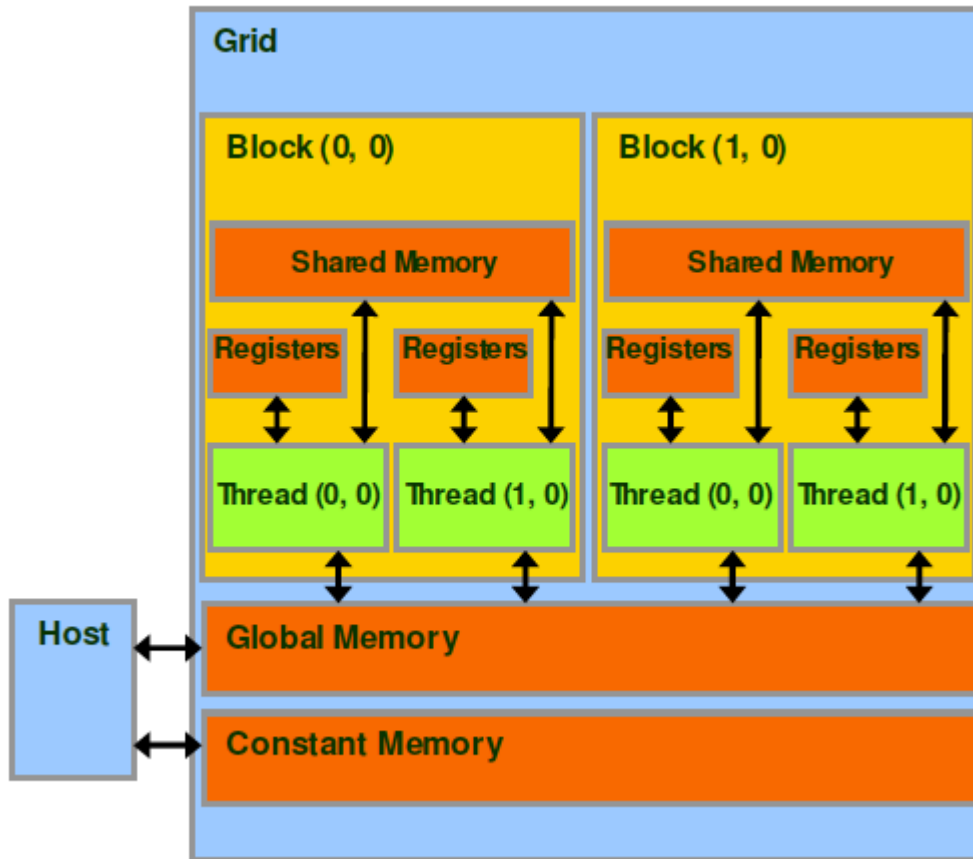 Grid
Block (0, 0)
Block (1, 0)
Shared Memory
Shared Memory
Registers
Registers
Registers
Registers
Thread (0, 0)
Thread (1, 0)
Thread (0, 0)
Thread (1, 0)
Host
Global Memory
Constant Memory